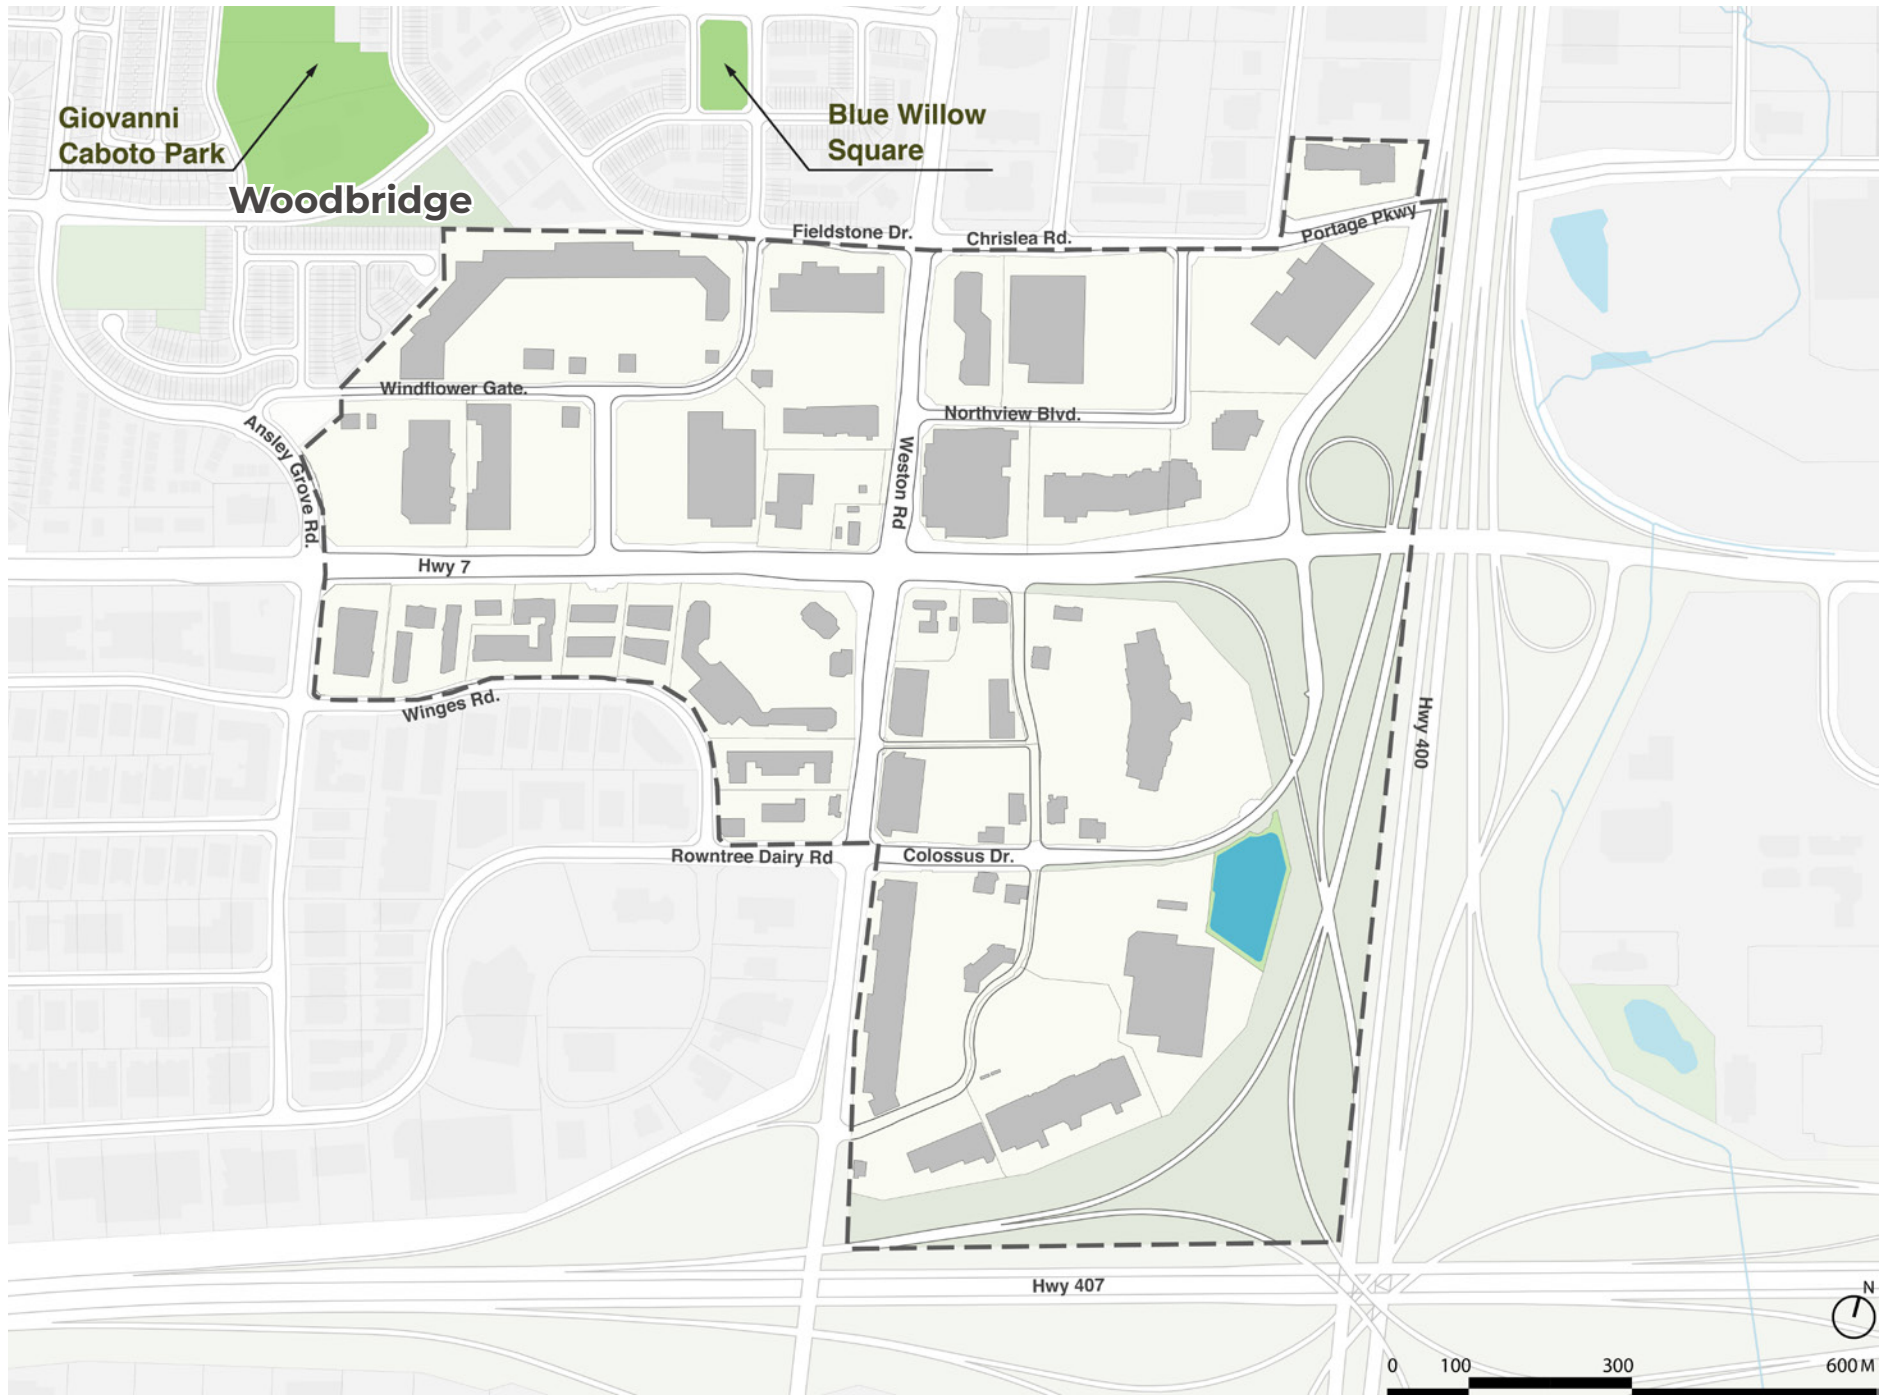 Giovanni
Caboto Park
Blue Willow
Square
Woodbridge
Fieldstone Dr.
Chrislea Rd.
Portage Pkwy
Windflower Gate.
Northview Blvd.
Ansley Grove Rd.
Weston Rd
Hwy 7
Winges Rd.
Hwy 400
Rowntree Dairy Rd
Colossus Dr.
Hwy 407
N
0 100 300 600 M